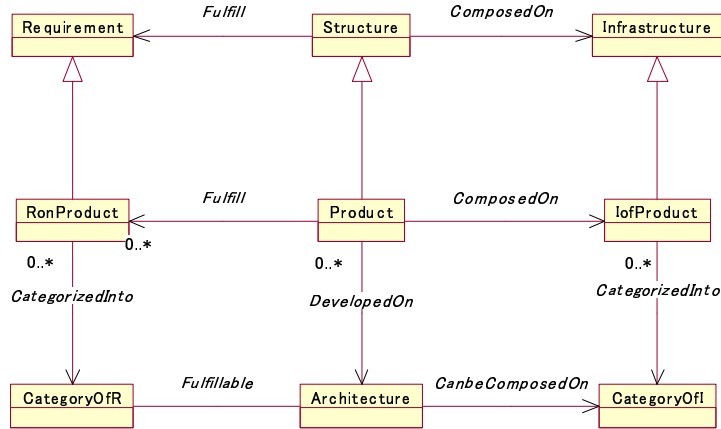 Requirement
Fulfill
Structure
ComposedOn
Infrastructure
RonProduct
Fulfill
Product
ComposedOn
IofProduct
0..*
0..*
0..*
0..*
CategorizedInto
DevelopedOn
CategorizedInto
CategoryOfR
Fulfillable
Architecture
CanbeComposedOn
CategoryOfI